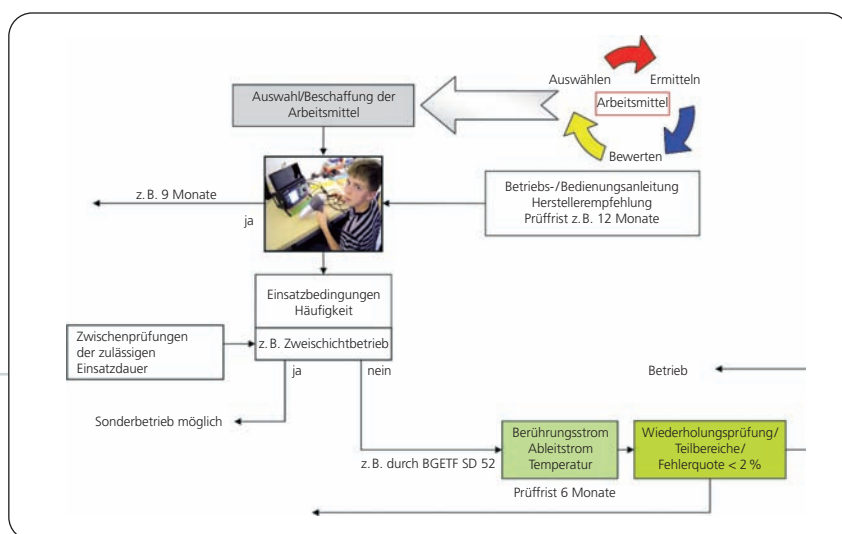 Auswählen
Ermitteln
Arbeitsmittel
Bewerten
Auswahl/Beschaffung der
Arbeitsmittel
z. B. 9 Monate
ja
Betriebs-/Bedienungsanleitung
Herstellerempfehlung
Prüffrist z. B. 12 Monate
Einsatzbedingungen
Häufigkeit
z. B. Zweischichtbetrieb
Zwischenprüfungen
der zulässigen
Einsatzdauer
ja
nein
Betrieb
Sonderbetrieb möglich
z. B. durch BGETF SD 52
Berührungsstrom
Ableitstrom
Temperatur
Wiederholungsprüfung/
Teilbereiche/
Fehlerquote < 2 %
Prüffrist 6 Monate